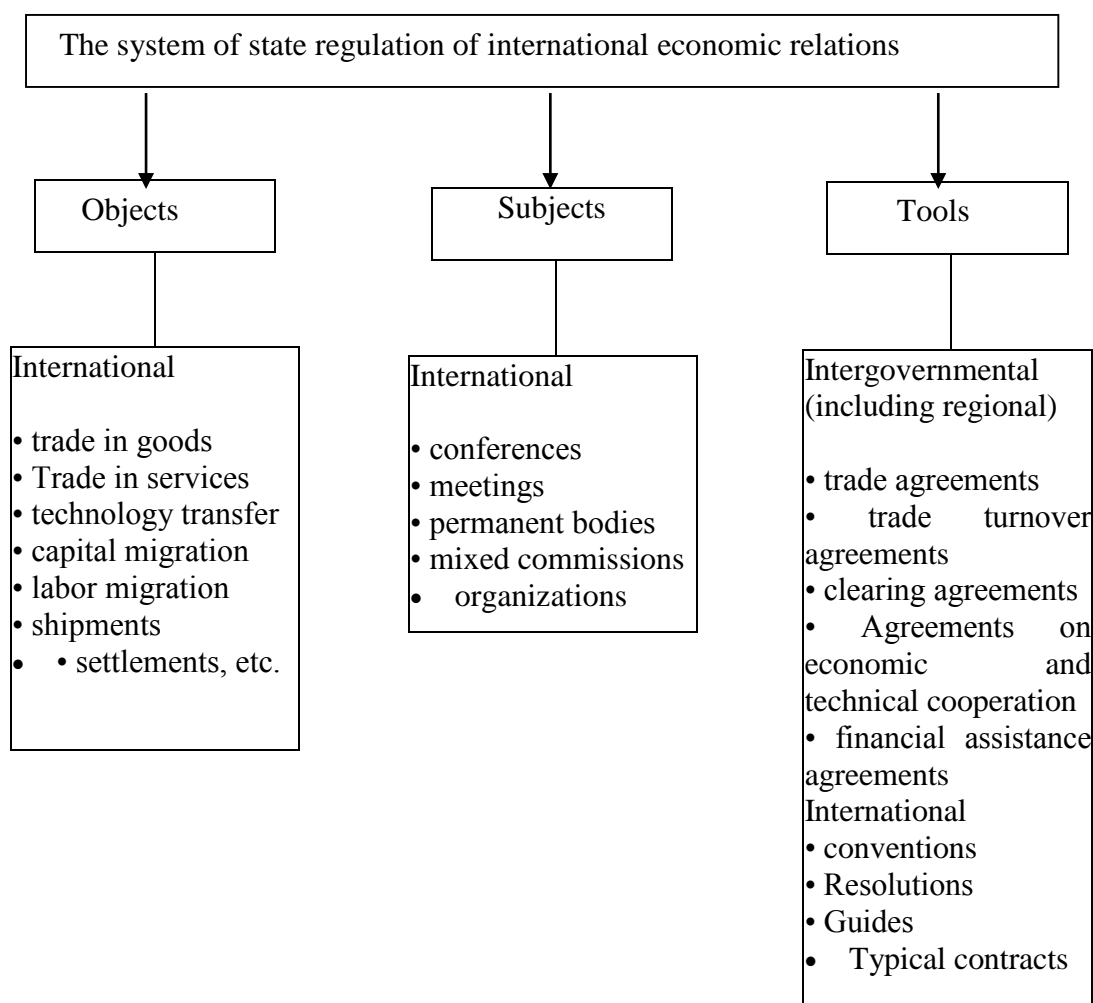 The system of state regulation of international economic relations
Objects
Subjects
Tools
International
• trade in goods
• Trade in services
• technology transfer
• capital migration
• labor migration
• shipments
• • settlements, etc.
International
• conferences
• meetings
• permanent bodies
• mixed commissions
• organizations
Intergovernmental
(including regional)
• trade agreements
• trade turnover
agreements
• clearing agreements
• Agreements on
economic and
technical cooperation
• financial assistance
agreements
International
• conventions
• Resolutions
• Guides
• Typical contracts